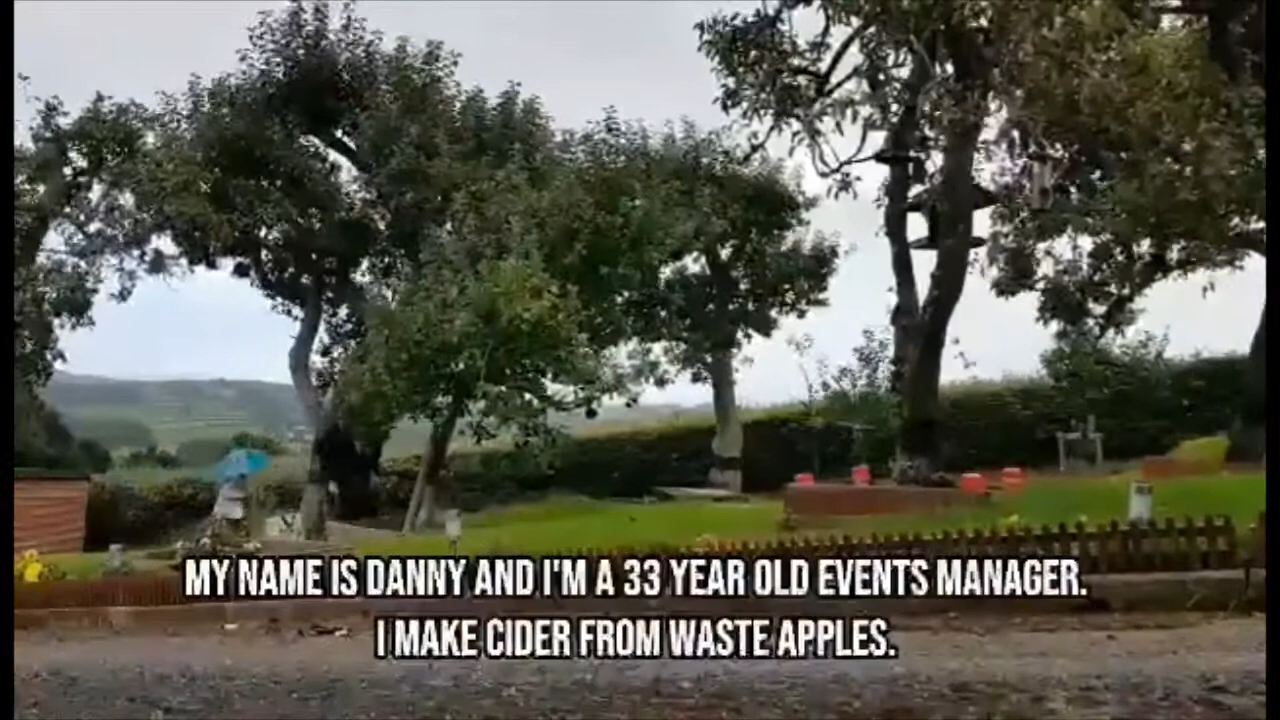 MY NAME IS DANNY AND I'M A 33 YEAR OLD EVENTS MANAGER.
I MAKE CIDER FROM WASTE APPLES.